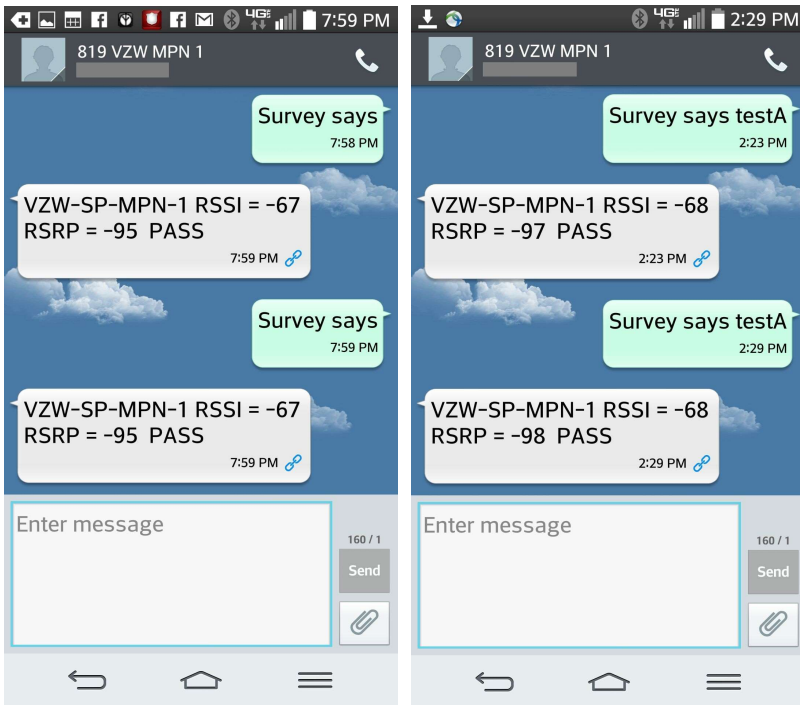 4GE 7:59 PM
819 VZW MPN 1
Survey says
7:58 PM
VZW-SP-MPN-1 RSSI = -67
RSRP = -95 PASS
7:59 PM
Survey says
7:59 PM
VZW-SP-MPN-1 RSSI = -67
RSRP = -95 PASS
7:59 PM
Enter message
160 / 1
Send
4GE 2:29 PM
819 VZW MPN 1
Survey says testA
2:23 PM
VZW-SP-MPN-1 RSSI = -68
RSRP = -97 PASS
2:23 PM
Survey says testA
2:29 PM
VZW-SP-MPN-1 RSSI = -68
RSRP = -98 PASS
2:29 PM
Enter message
160 / 1
Send